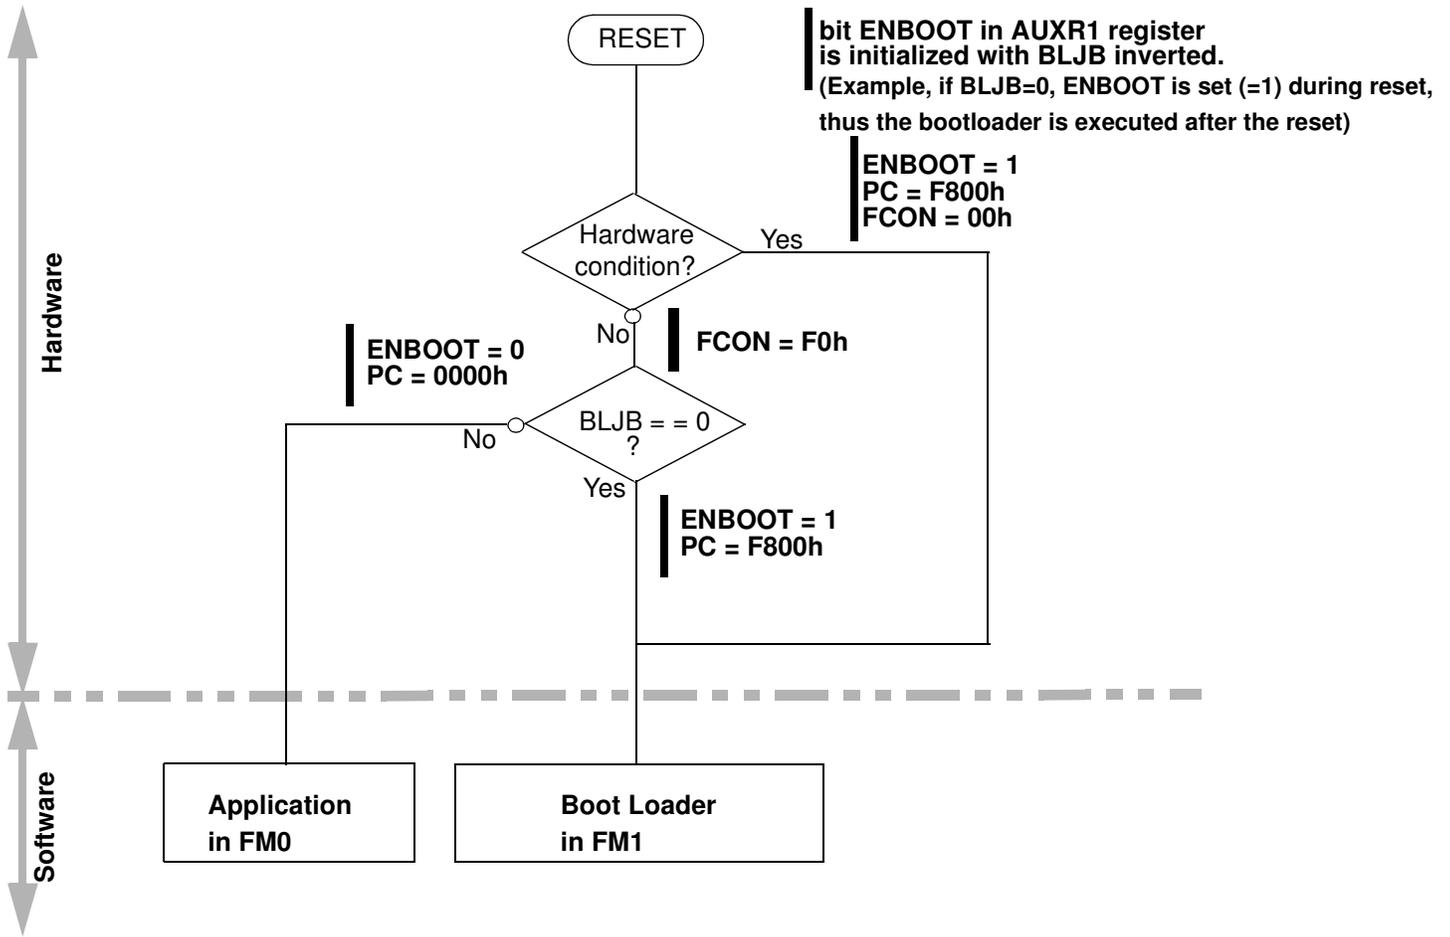 RESET
bit ENBOOT in AUXR1 register
is initialized with BLJB inverted.
(Example, if BLJB=0, ENBOOT is set (=1) during reset,
thus the bootloader is executed after the reset)
ENBOOT = 1
PC = F800h
FCON = 00h
Hardware
condition?
Yes
No
FCON = F0h
Hardware
ENBOOT = 0
PC = 0000h
BLJB = = 0
?
No
Yes
ENBOOT = 1
PC = F800h
Software
Application
in FM0
Boot Loader
in FM1